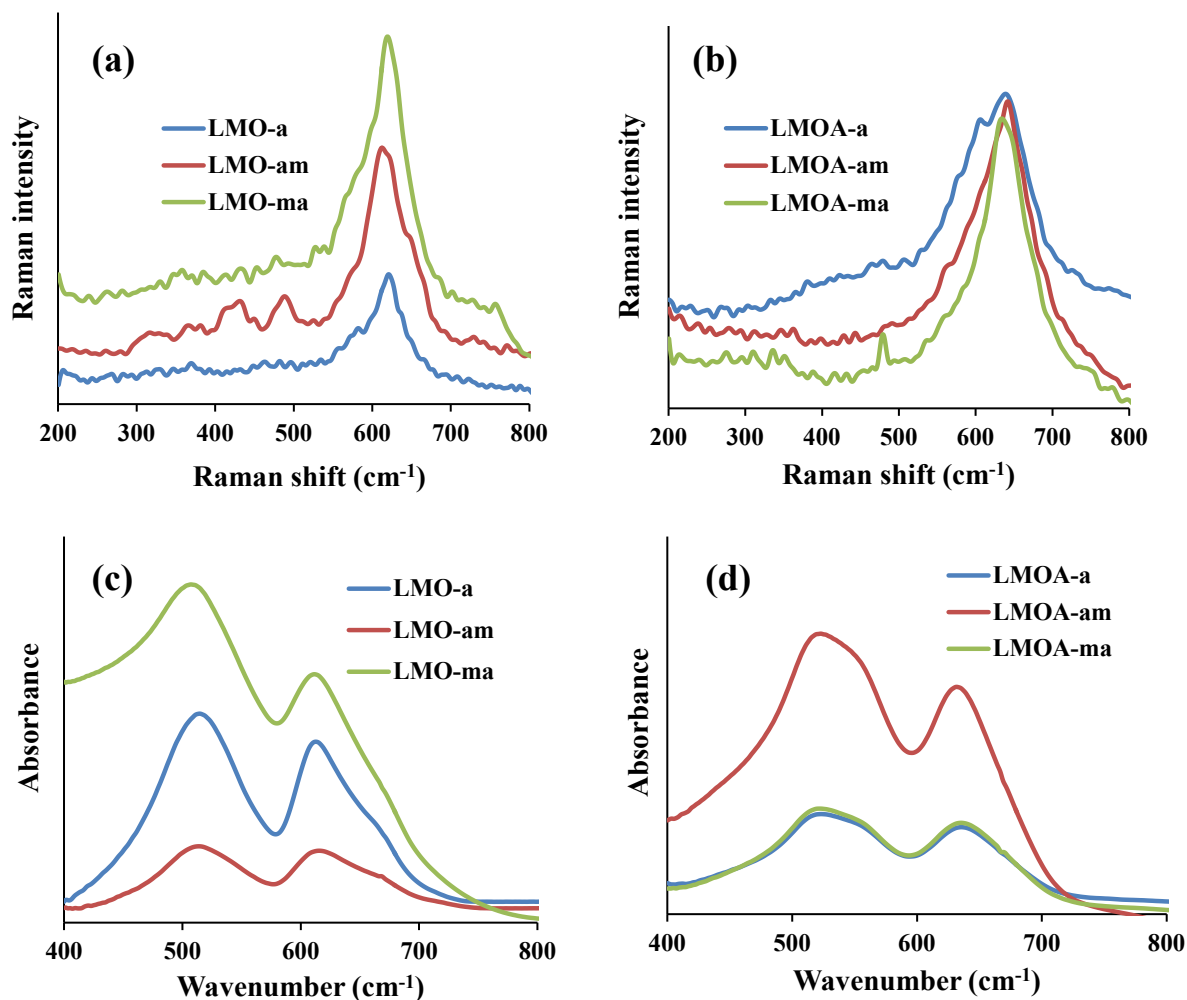 (a)
LMO-a
LMO-am
LMO-ma
Raman intensity
200 300 400 500 600 700 800
Raman shift (cm⁻¹)
(b)
LMOA-a
LMOA-am
LMOA-ma
Raman intensity
200 300 400 500 600 700 800
Raman shift (cm⁻¹)
(c)
LMO-a
LMO-am
LMO-ma
Absorbance
400 500 600 700 800
Wavenumber (cm⁻¹)
(d)
LMOA-a
LMOA-am
LMOA-ma
Absorbance
400 500 600 700 800
Wavenumber (cm⁻¹)